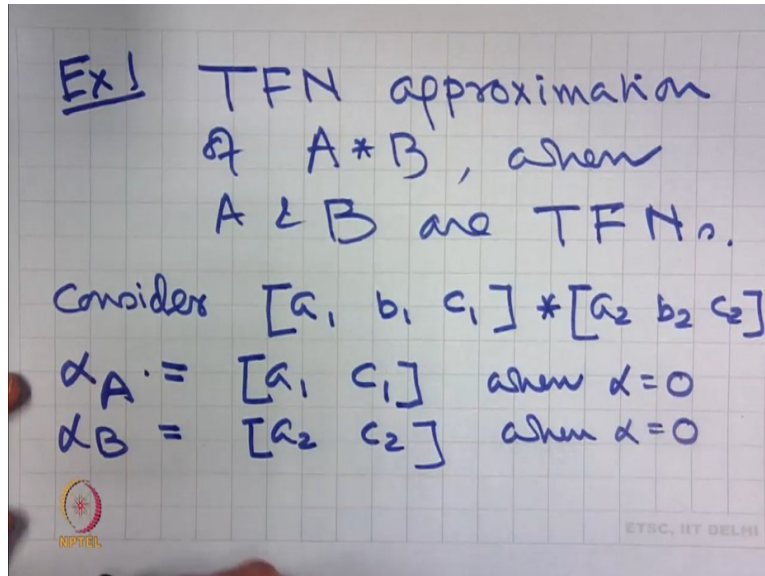 Ex1 TFN approximation
of A * B, when
A & B are TFNs.
Consider [a₁ b₁ c₁] * [a₂ b₂ c₂]
αA = [a₁ c₁] when α=0
αB = [a₂ c₂] when α=0
NPTEL
ETSC, IIT DELHI